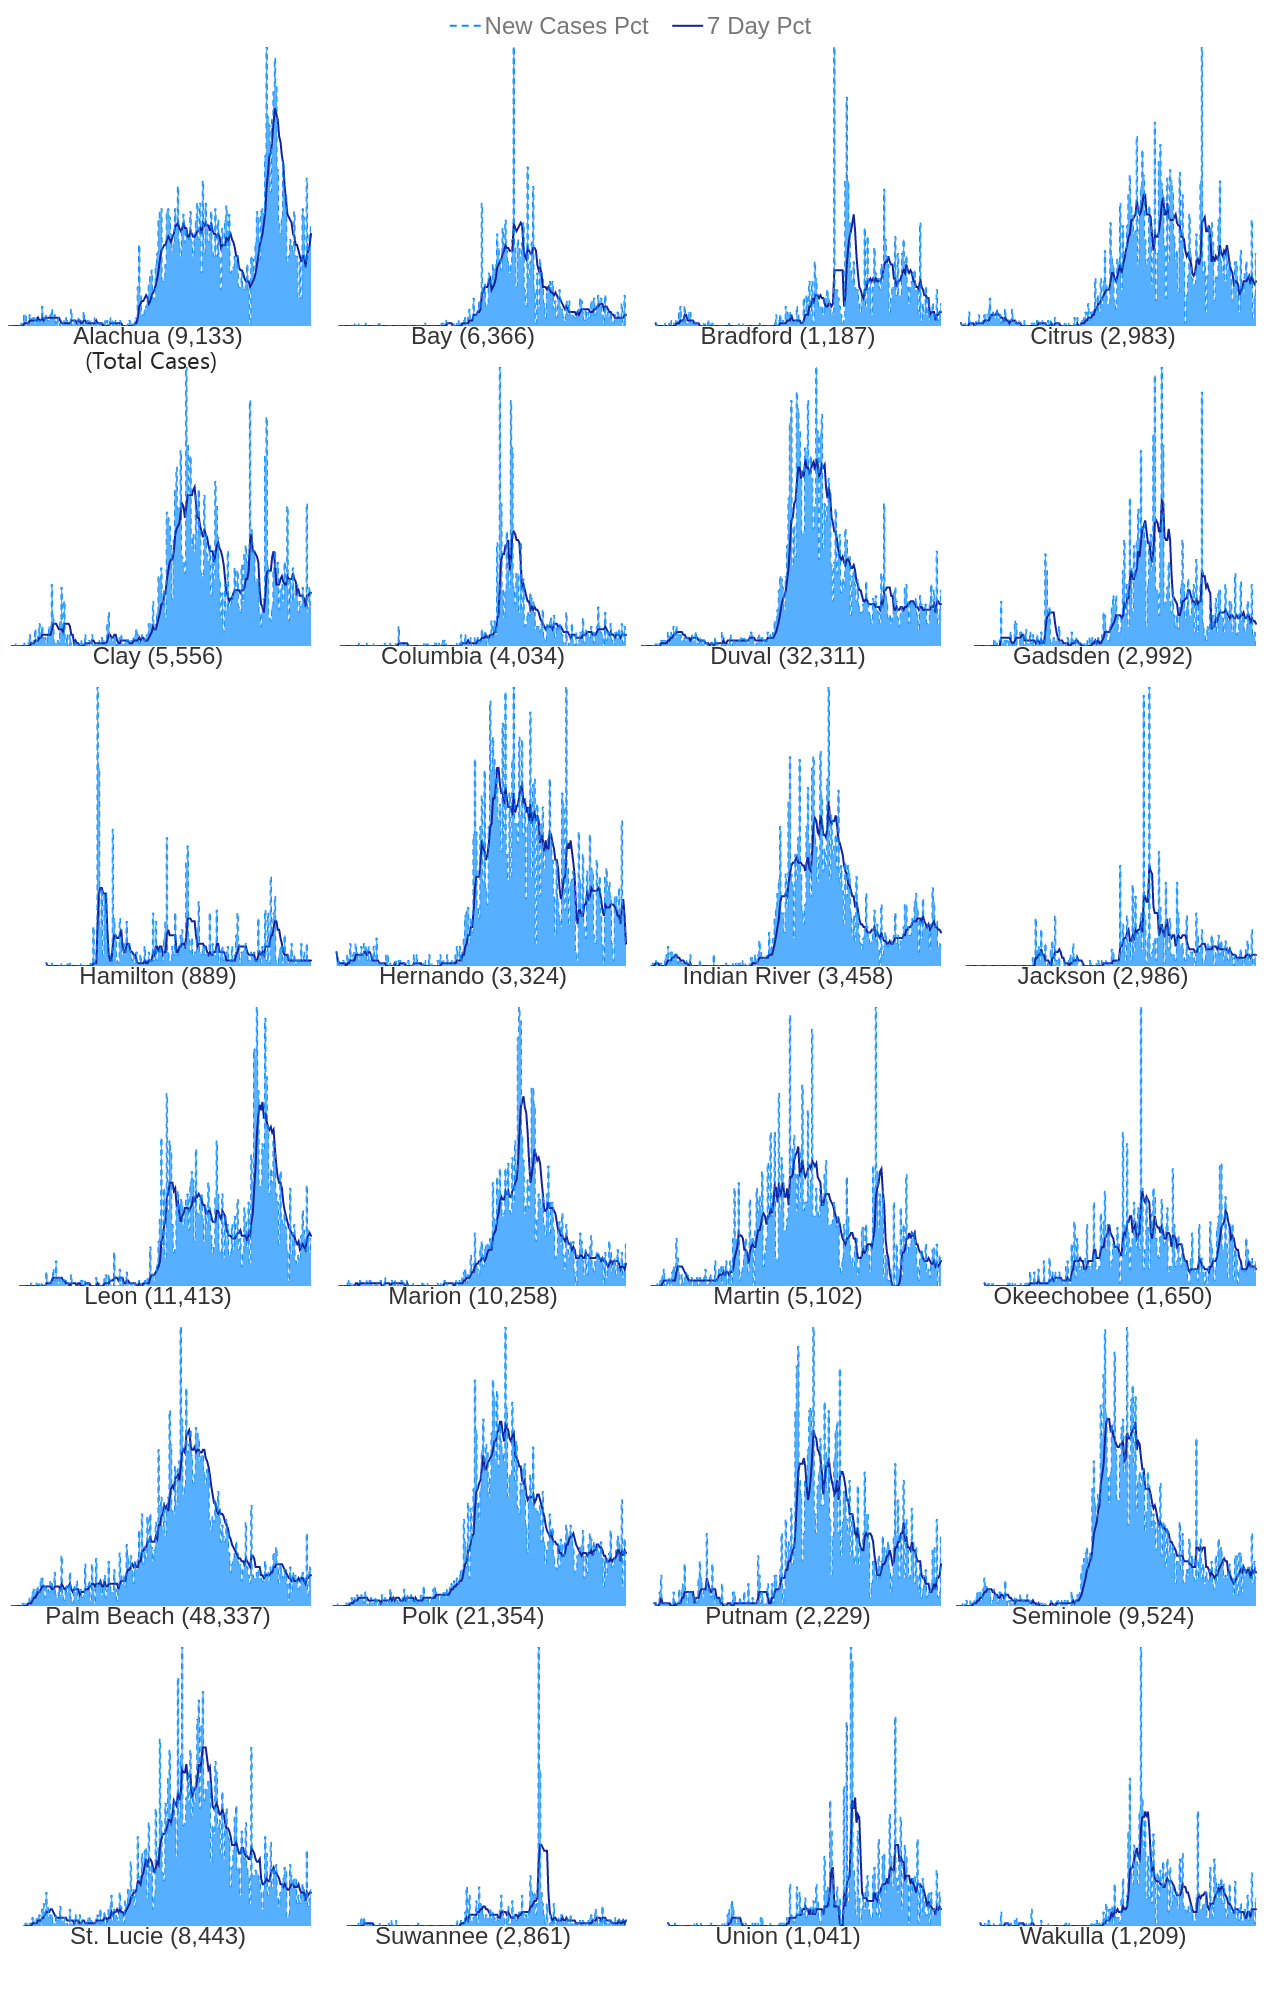 New Cases Pct 7 Day Pct
Alachua (9,133) Bay (6,366) Bradford (1,187) Citrus (2,983)
(Total Cases)
Clay (5,556) Columbia (4,034) Duval (32,311) Gadsden (2,992)
Hamilton (889) Hernando (3,324) Indian River (3,458) Jackson (2,986)
Leon (11,413) Marion (10,258) Martin (5,102) Okeechobee (1,650)
Palm Beach (48,337) Polk (21,354) Putnam (2,229) Seminole (9,524)
St. Lucie (8,443) Suwannee (2,861) Union (1,041) Wakulla (1,209)